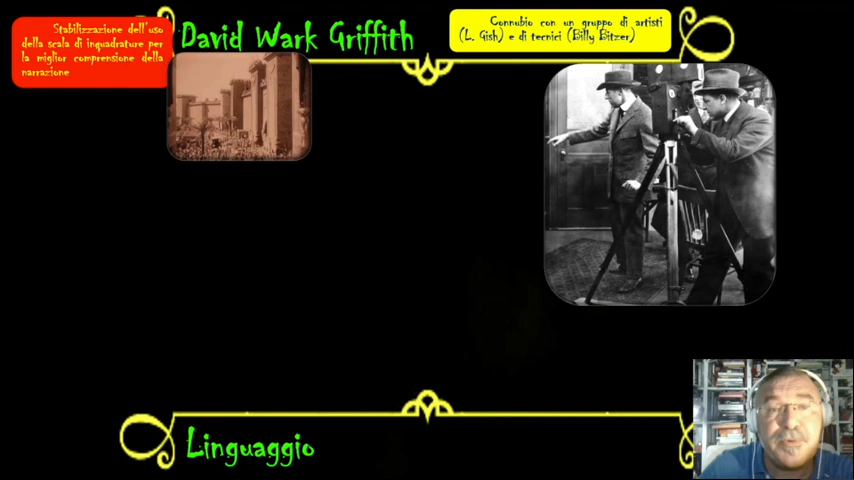 Stabilizzazione dell'uso
della scala di inquadrature per
la miglior comprensione della
narrazione
David Wark Griffith
Connubio con un gruppo di artisti
(L. Gish) e di tecnici (Billy Bitzer)
Linguaggio